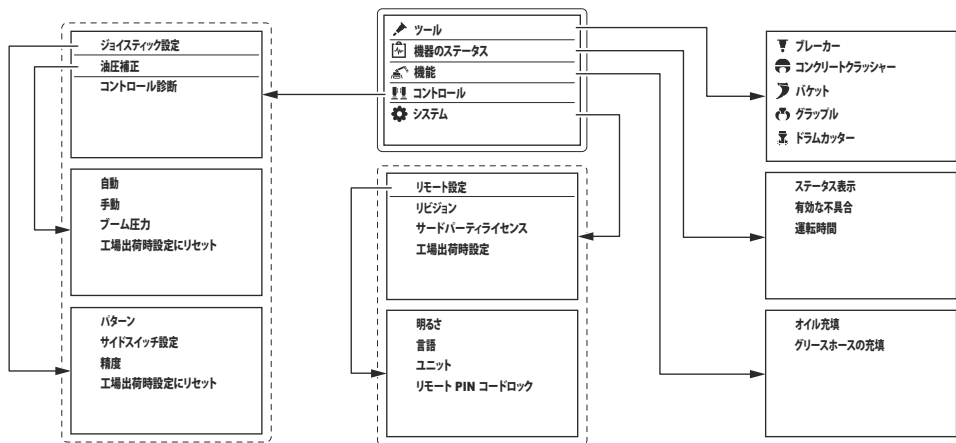 ジョイスティック設定
油圧補正
コントロール診断
自動
手動
ブーム圧力
工場出荷時設定にリセット
パターン
サイドスイッチ設定
精度
工場出荷時設定にリセット
ツール
機器のステータス
機能
コントロール
システム
リモート設定
リビジョン
サードパーティライセンス
工場出荷時設定
明るさ
言語
ユニット
リモート PIN コードロック
ブレーカー
コンクリートクラッシャー
バケット
グラップル
ドラムカッター
ステータス表示
有効な不具合
運転時間
オイル充填
グリースホースの充填